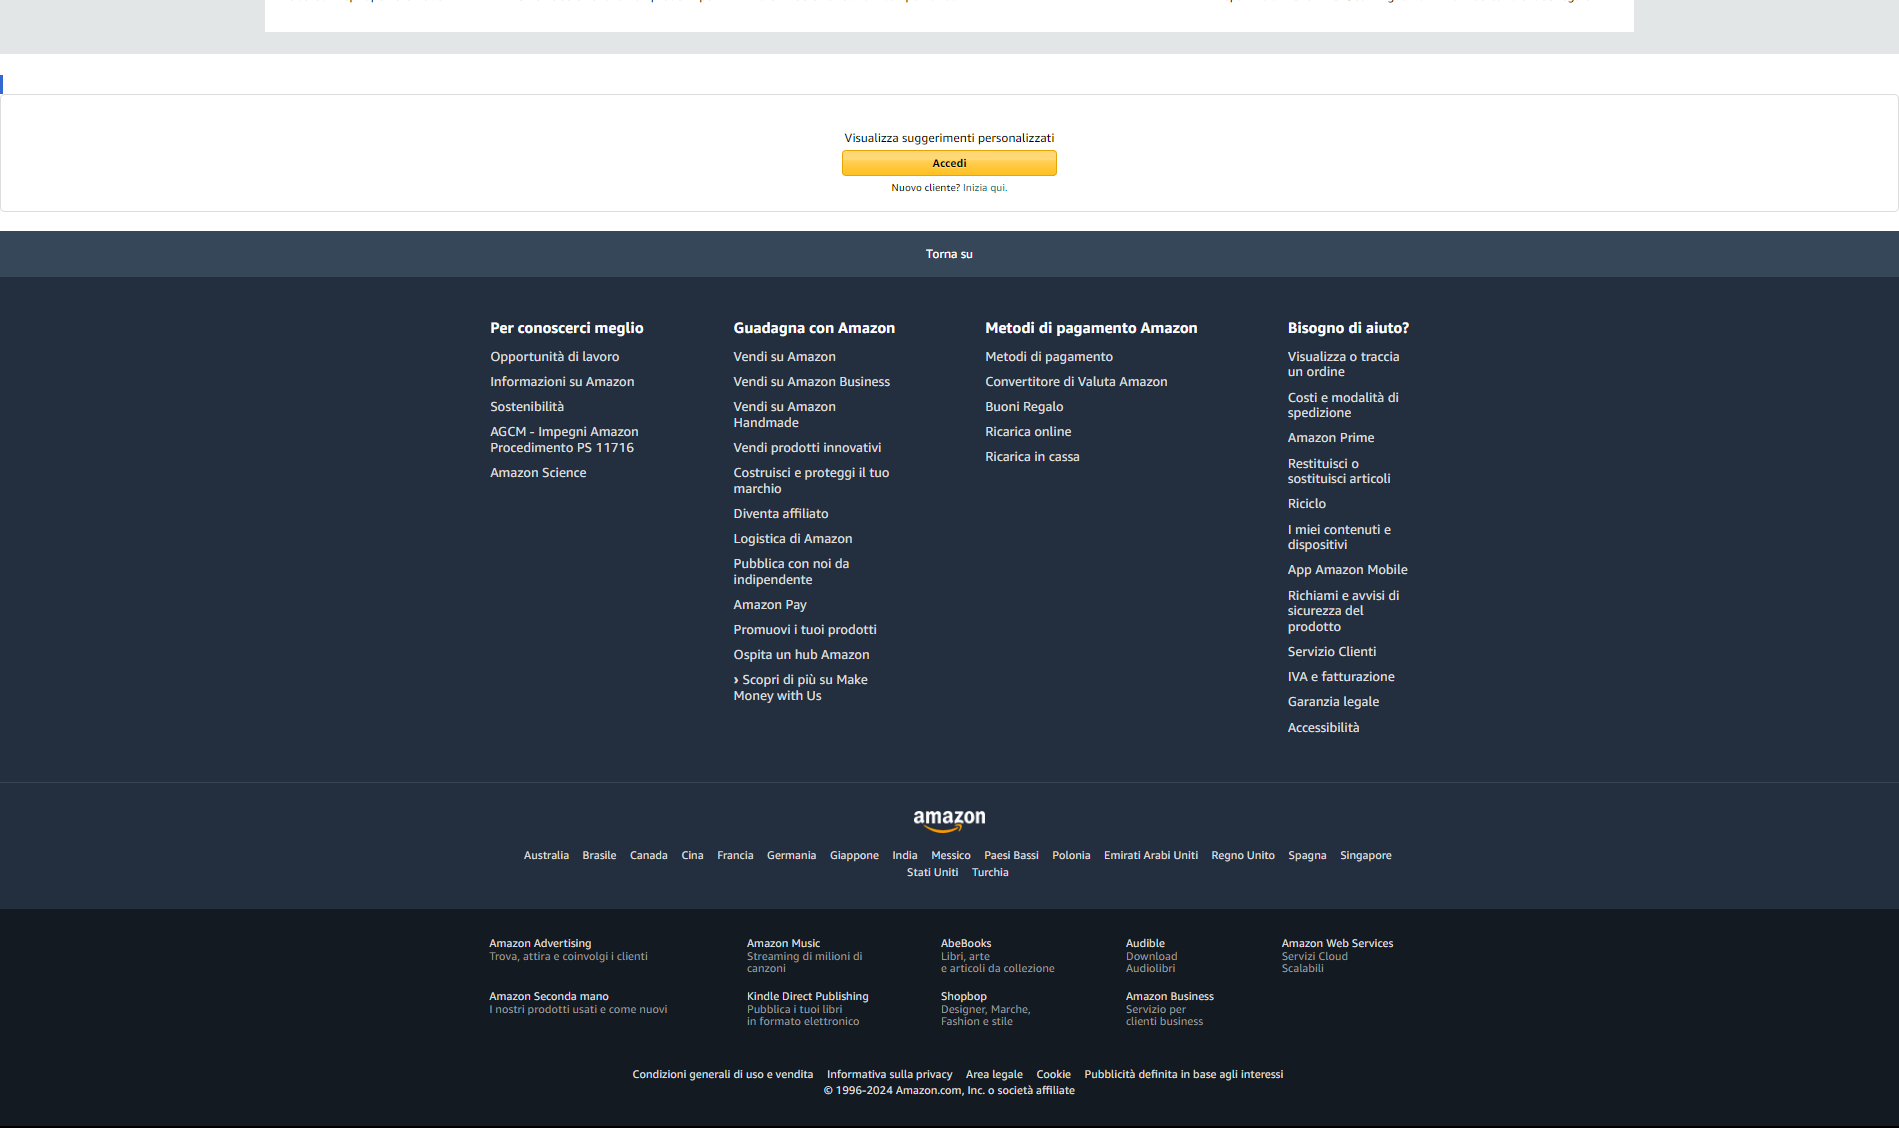 Visualizza suggerimenti personalizzati
Accedi
Nuovo cliente? Inizia qui.
Torna su
Per conoscerci meglio
Opportunità di lavoro
Informazioni su Amazon
Sostenibilità
AGCM - Impegni Amazon
Procedimento PS 11716
Amazon Science
Guadagna con Amazon
Vendi su Amazon
Vendi su Amazon Business
Vendi su Amazon
Handmade
Vendi prodotti innovativi
Costruisci e proteggi il tuo
marchio
Diventa affiliato
Logistica di Amazon
Pubblica con noi da
indipendente
Amazon Pay
Promuovi i tuoi prodotti
Ospita un hub Amazon
› Scopri di più su Make
Money with Us
Metodi di pagamento Amazon
Metodi di pagamento
Convertitore di Valuta Amazon
Buoni Regalo
Ricarica online
Ricarica in cassa
Bisogno di aiuto?
Visualizza o traccia
un ordine
Costi e modalità di
spedizione
Amazon Prime
Restituisci o
sostituisci articoli
Riciclo
I miei contenuti e
dispositivi
App Amazon Mobile
Richiami e avvisi di
sicurezza del
prodotto
Servizio Clienti
IVA e fatturazione
Garanzia legale
Accessibilità
amazon
Australia Brasile Canada Cina Francia Germania Giappone India Messico Paesi Bassi Polonia Emirati Arabi Uniti Regno Unito Spagna Singapore
Stati Uniti Turchia
Amazon Advertising
Trova, attira e coinvolgi i clienti
Amazon Music
Streaming di milioni di
canzoni
AbeBooks
Libri, arte
e articoli da collezione
Audible
Download
Audiolibri
Amazon Web Services
Servizi Cloud
Scalabili
Amazon Seconda mano
I nostri prodotti usati e come nuovi
Kindle Direct Publishing
Pubblica i tuoi libri
in formato elettronico
Shopbop
Designer, Marche,
Fashion e stile
Amazon Business
Servizio per
clienti business
Condizioni generali di uso e vendita Informativa sulla privacy Area legale Cookie Pubblicità definita in base agli interessi
© 1996-2024 Amazon.com, Inc. o società affiliate